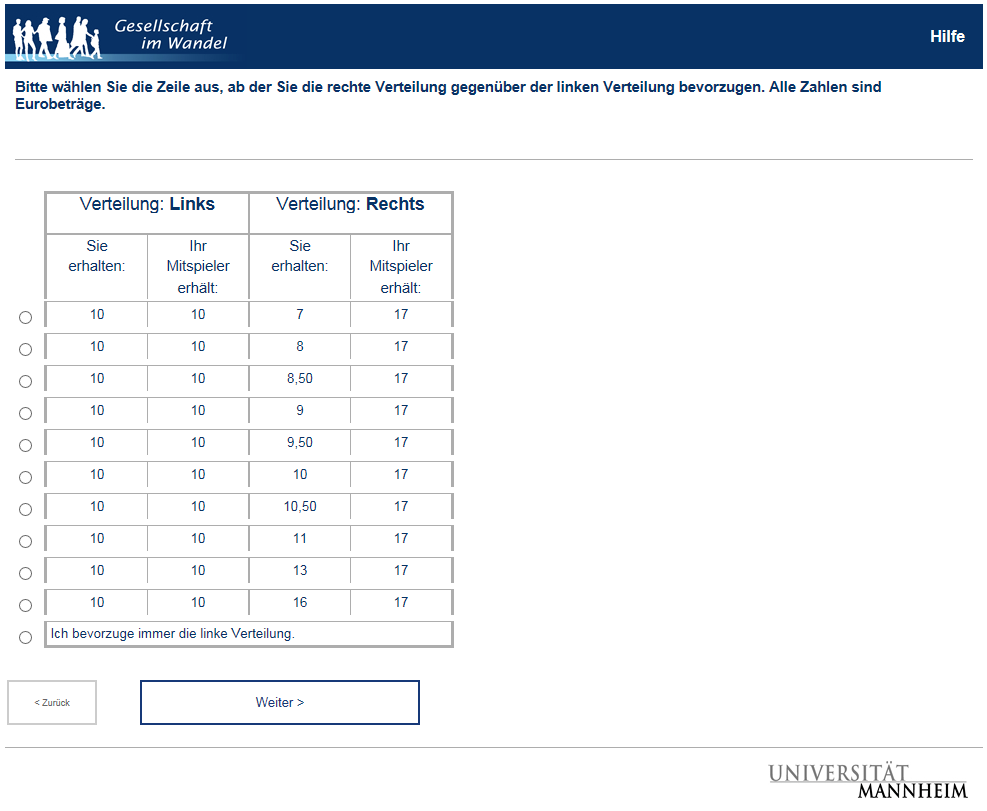 Gesellschaft
im Wandel
Hilfe
Bitte wählen Sie die Zeile aus, ab der Sie die rechte Verteilung gegenüber der linken Verteilung bevorzugen. Alle Zahlen sind
Eurobeträge.
Verteilung: Links Verteilung: Rechts
Sie erhalten: Ihr Mitspieler erhält: Sie erhalten: Ihr Mitspieler erhält:
10 10 7 17
10 10 8 17
10 10 8,50 17
10 10 9 17
10 10 9,50 17
10 10 10 17
10 10 10,50 17
10 10 11 17
10 10 13 17
10 10 16 17
Ich bevorzuge immer die linke Verteilung.
< Zurück Weiter >
UNIVERSITÄT
MANNHEIM